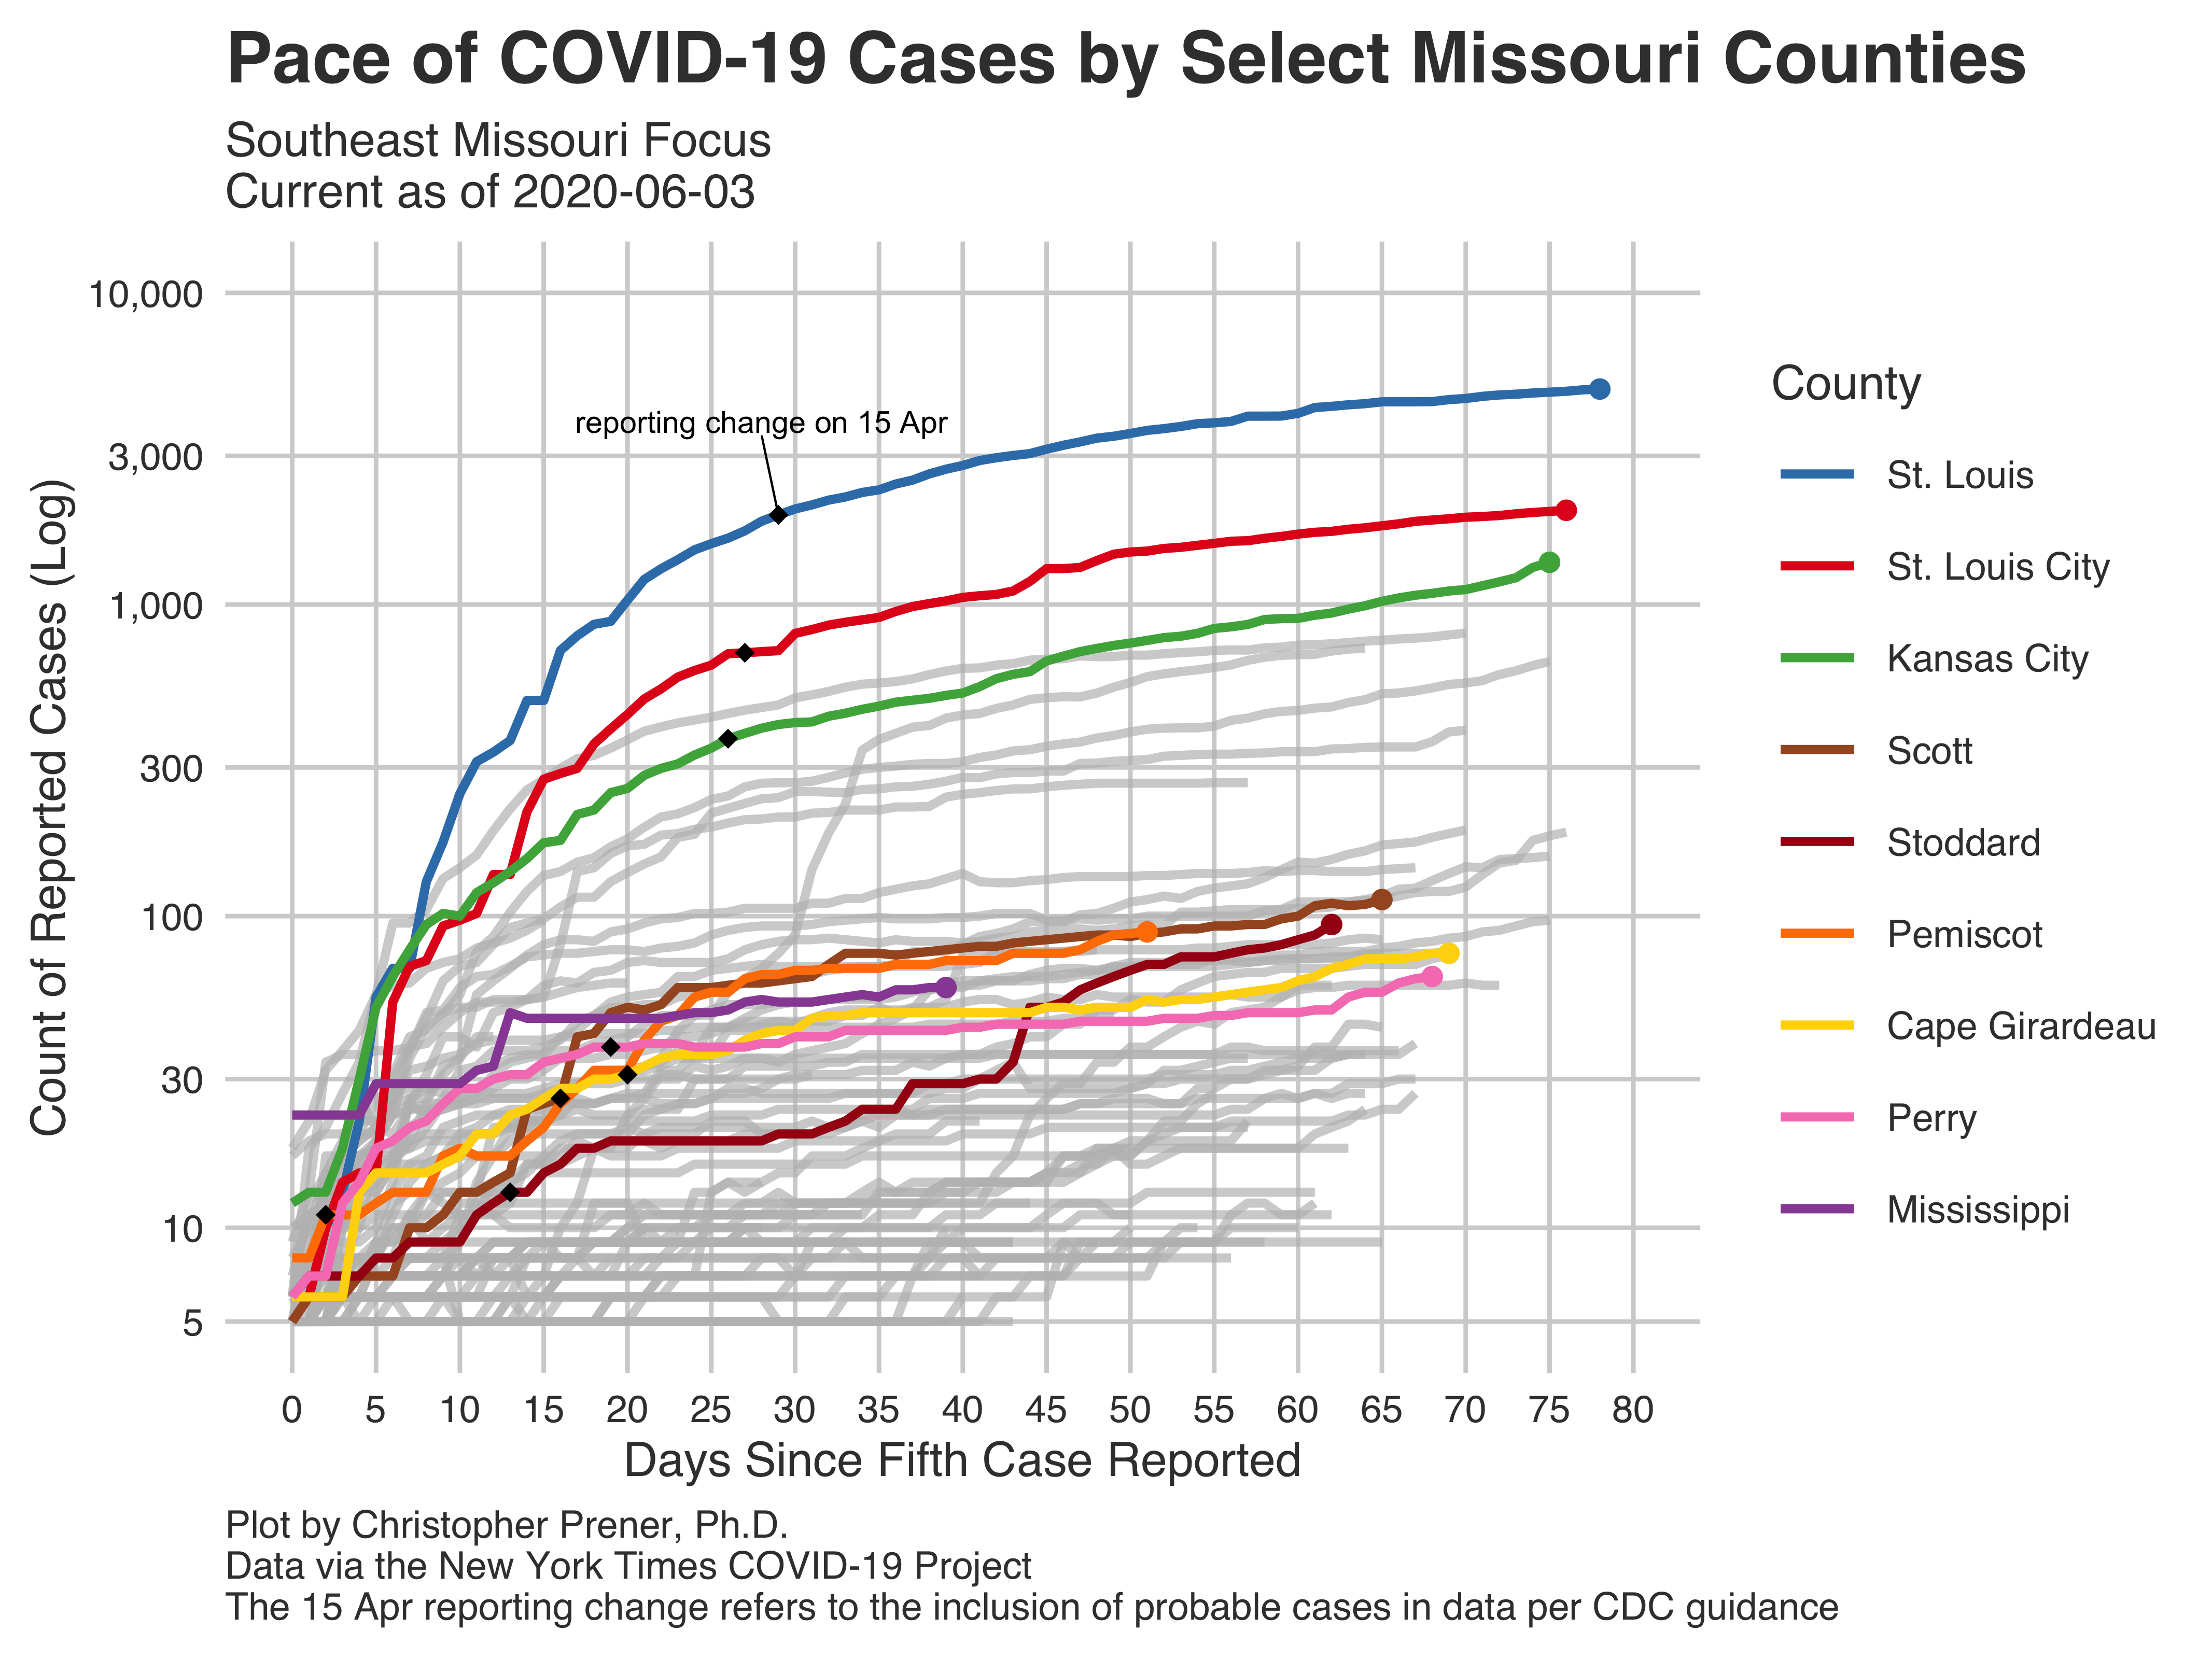 Pace of COVID-19 Cases by Select Missouri Counties
Southeast Missouri Focus
Current as of 2020-06-03
10,000
3,000
1,000
300
100
30
10
5
Count of Reported Cases (Log)
reporting change on 15 Apr
0 5 10 15 20 25 30 35 40 45 50 55 60 65 70 75 80
Days Since Fifth Case Reported
County
St. Louis
St. Louis City
Kansas City
Scott
Stoddard
Pemiscot
Cape Girardeau
Perry
Mississippi
Plot by Christopher Prener, Ph.D.
Data via the New York Times COVID-19 Project
The 15 Apr reporting change refers to the inclusion of probable cases in data per CDC guidance